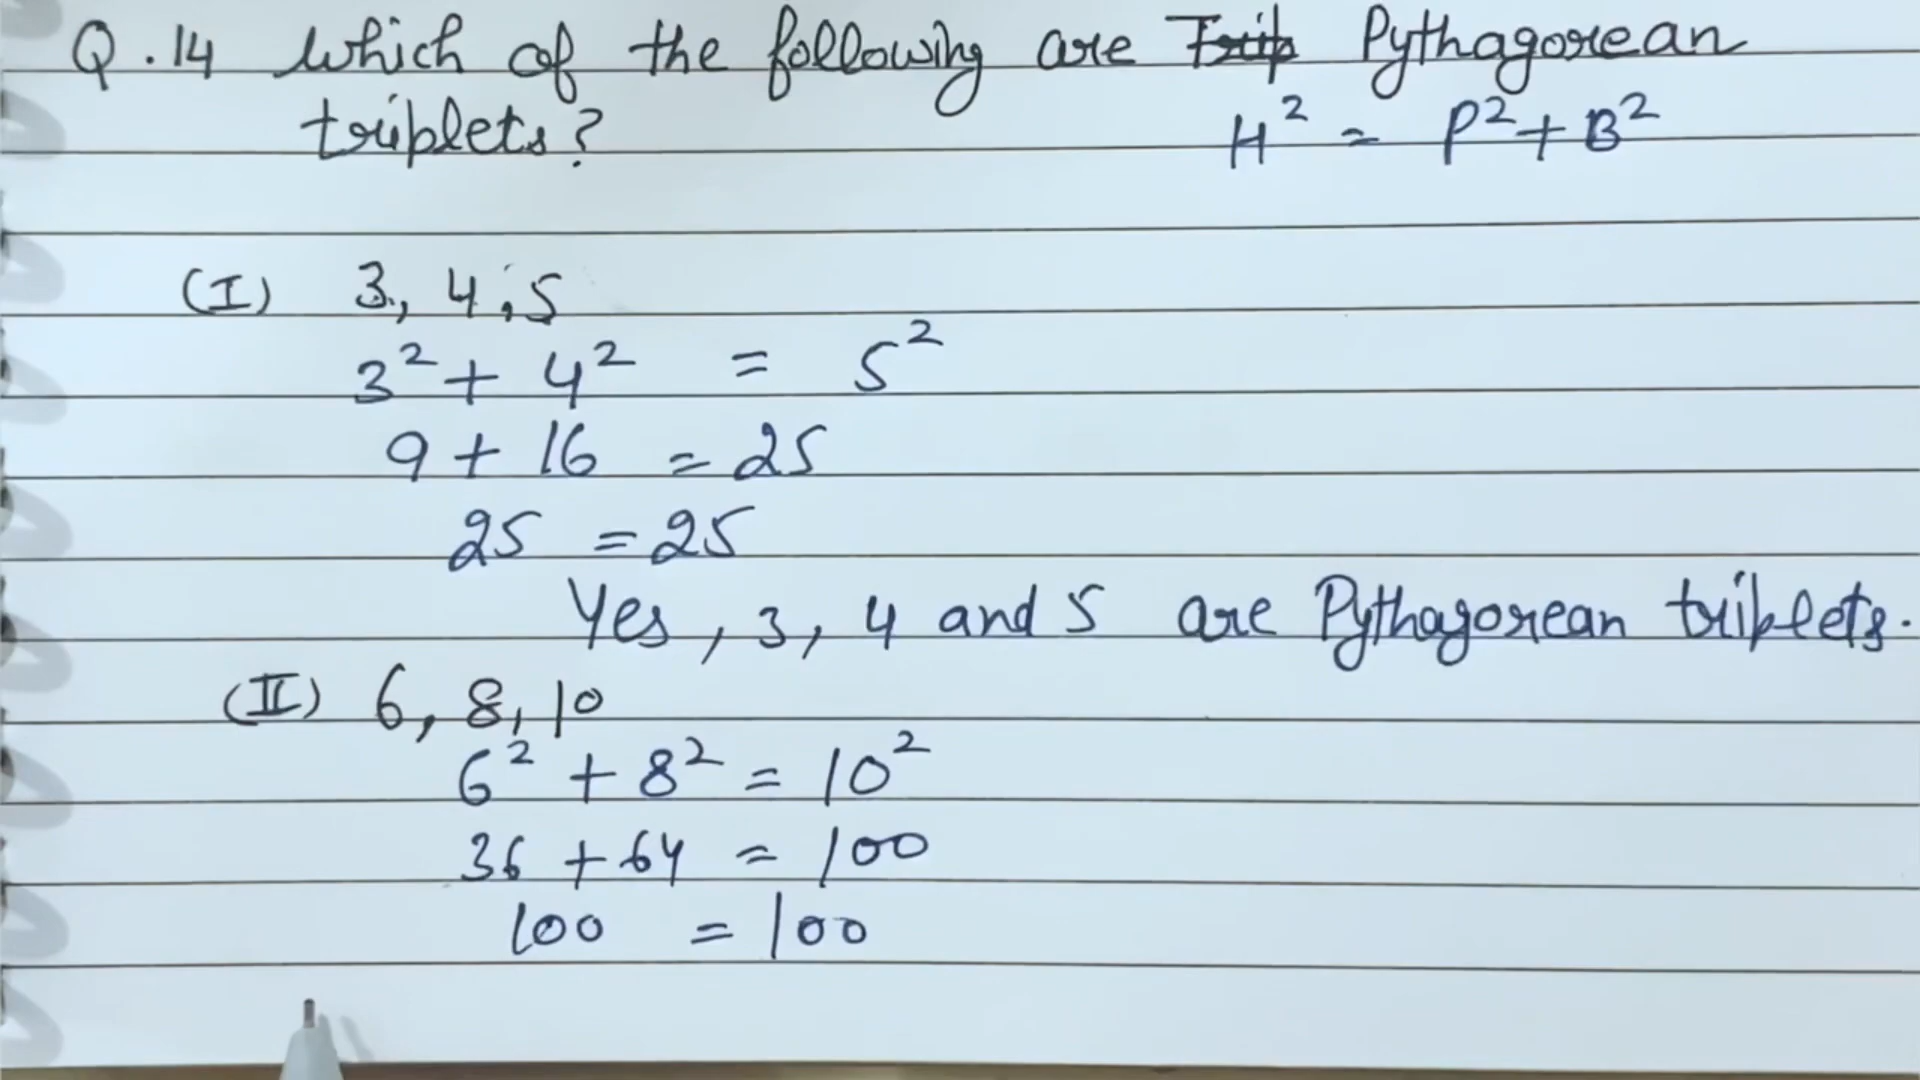 Q.14 Which of the following are Trip Pythagorean
triplets?
H² = P² + B²
(I) 3, 4, 5
3² + 4² = 5²
9 + 16 = 25
25 = 25
Yes, 3, 4 and 5 are Pythagorean triplets.
(II) 6, 8, 10
6² + 8² = 10²
36 + 64 = 100
100 = 100